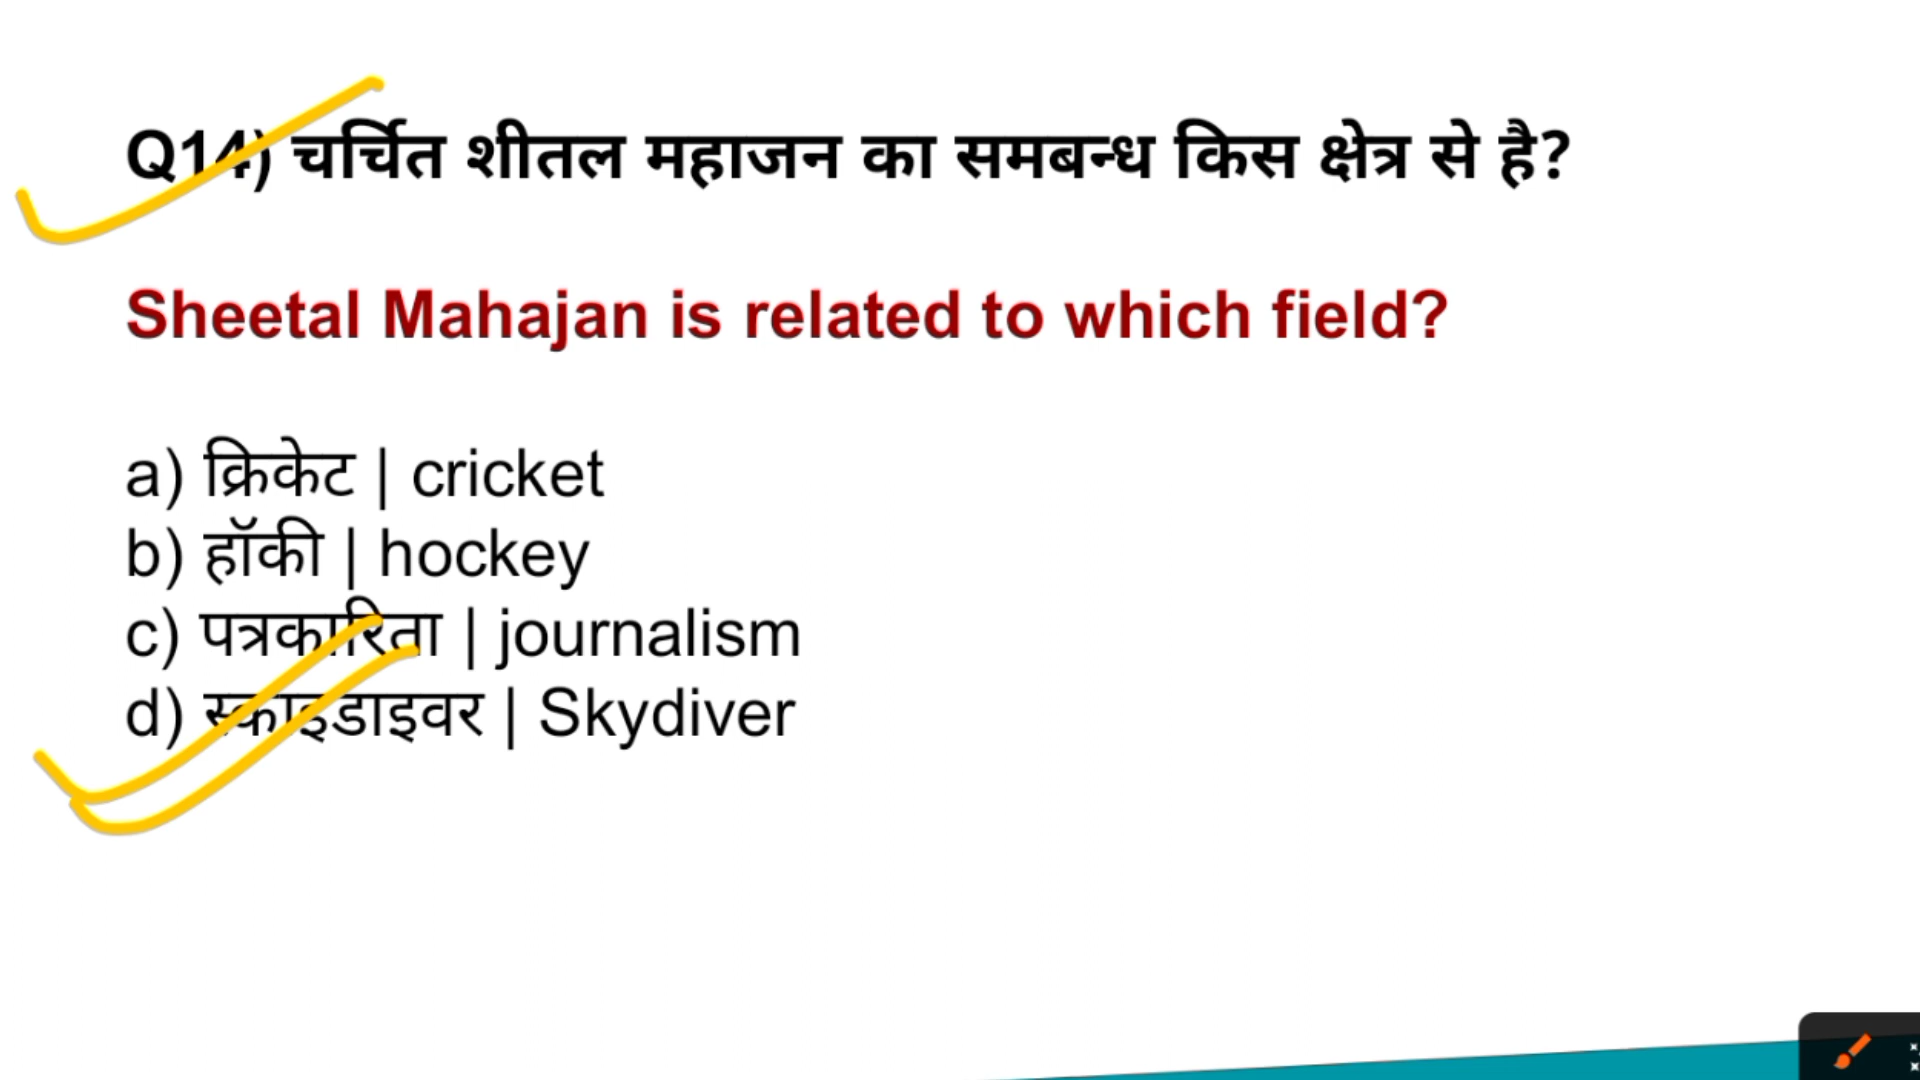 Q14) चर्चित शीतल महाजन का समबन्ध किस क्षेत्र से है?
Sheetal Mahajan is related to which field?
a) क्रिकेट | cricket
b) हॉकी | hockey
c) पत्रकारिता | journalism
d) स्काइडाइवर | Skydiver